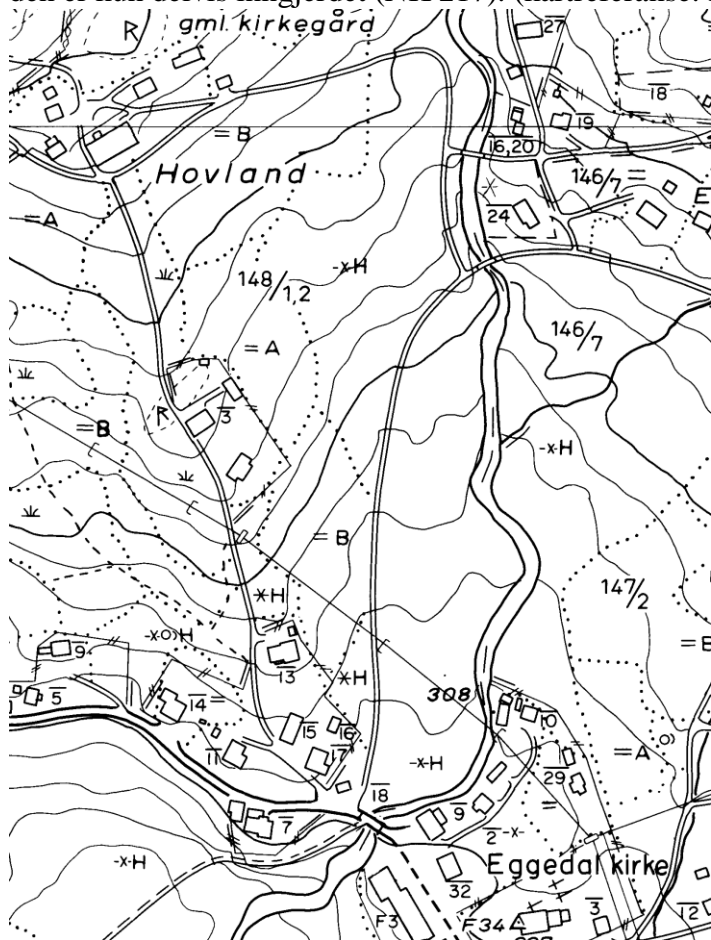 gml. kirkegård
27
R
18
= B
19
16,20
Hovland
146/7 =
= A
24
E
148/1,2
-x-H
146/7
= A
3
R
= B
-x-H
= B
147/2
*H
= B
-x-o)H
9
13
*H
308
5
14 =
15
16
10
17
-x-H
= A
11
29
18
=
7
9
2 -x-
-x-H
Eggedal kirke
32
F3
F34
3
12